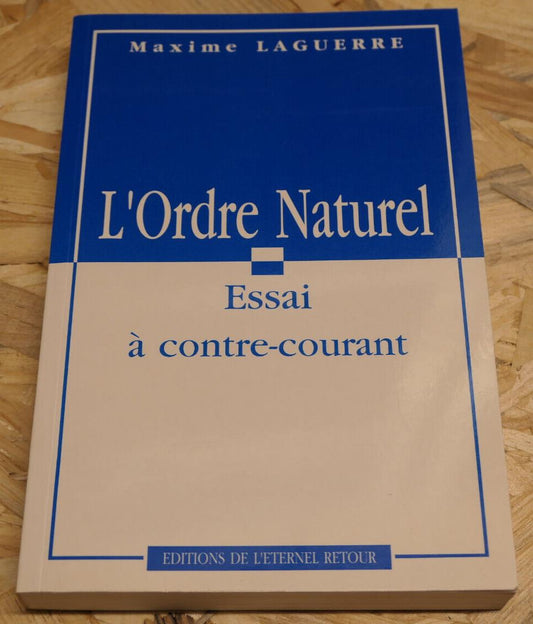 Maxime LAGUERRE
L'Ordre Naturel
Essai
à contre-courant
EDITIONS DE L'ETERNEL RETOUR